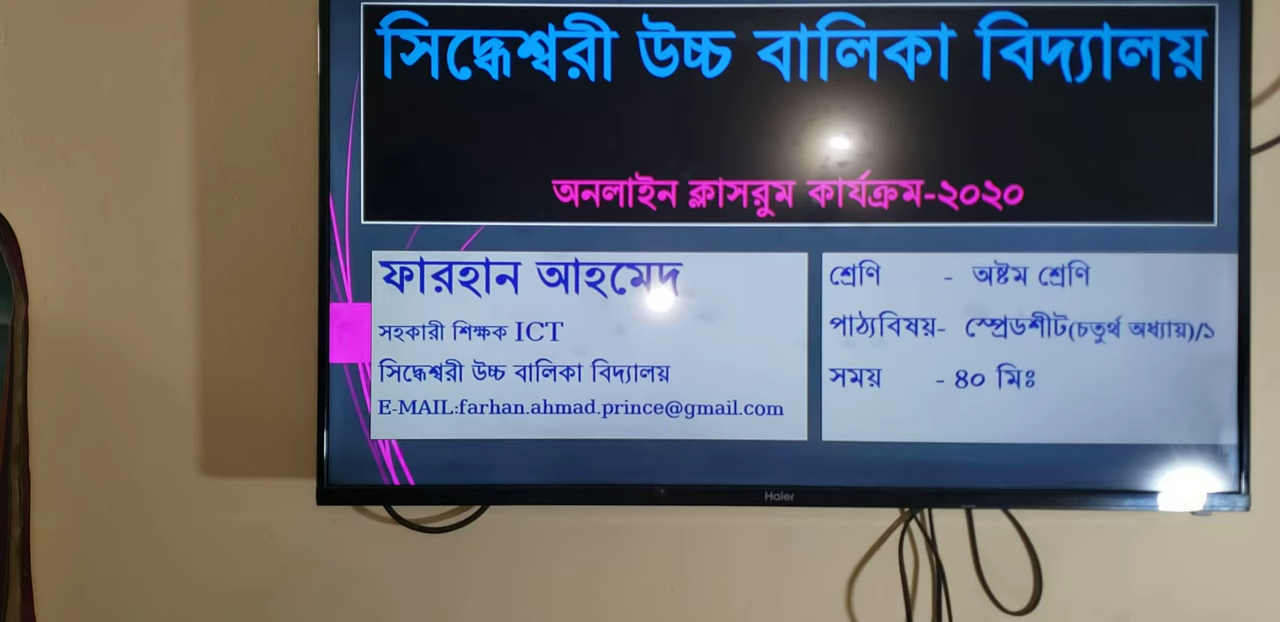 সিদ্ধেশ্বরী উচ্চ বালিকা বিদ্যালয়
অনলাইন ক্লাসরুম কার্যক্রম-২০২০
ফারহান আহমেদ
সহকারী শিক্ষক ICT
সিদ্ধেশ্বরী উচ্চ বালিকা বিদ্যালয়
E-MAIL:farhan.ahmad.prince@gmail.com
শ্রেণি - অষ্টম শ্রেণি
পাঠ্যবিষয়- স্প্রেডশীট(চতুর্থ অধ্যায়)/১
সময় - ৪০ মিঃ
Haier